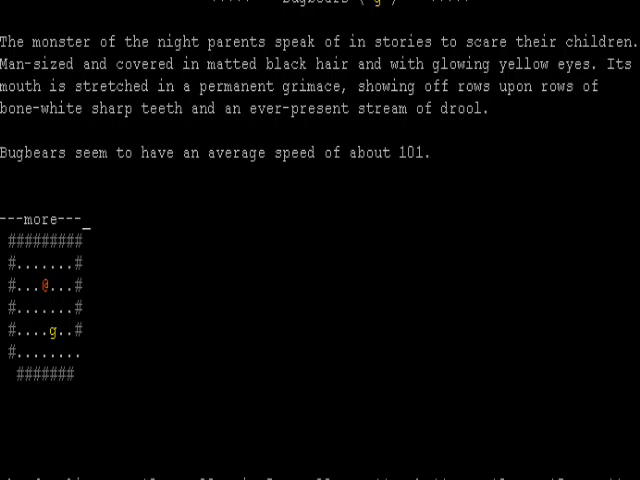 ***** Bugbears ('g') *****
The monster of the night parents speak of in stories to scare their children.
Man-sized and covered in matted black hair and with glowing yellow eyes. Its
mouth is stretched in a permanent grimace, showing off rows upon rows of
bone-white sharp teeth and an ever-present stream of drool.
Bugbears seem to have an average speed of about 101.
---more---_
#########
#.......#
#...@...#
#.......#
#....g..#
#........
#######